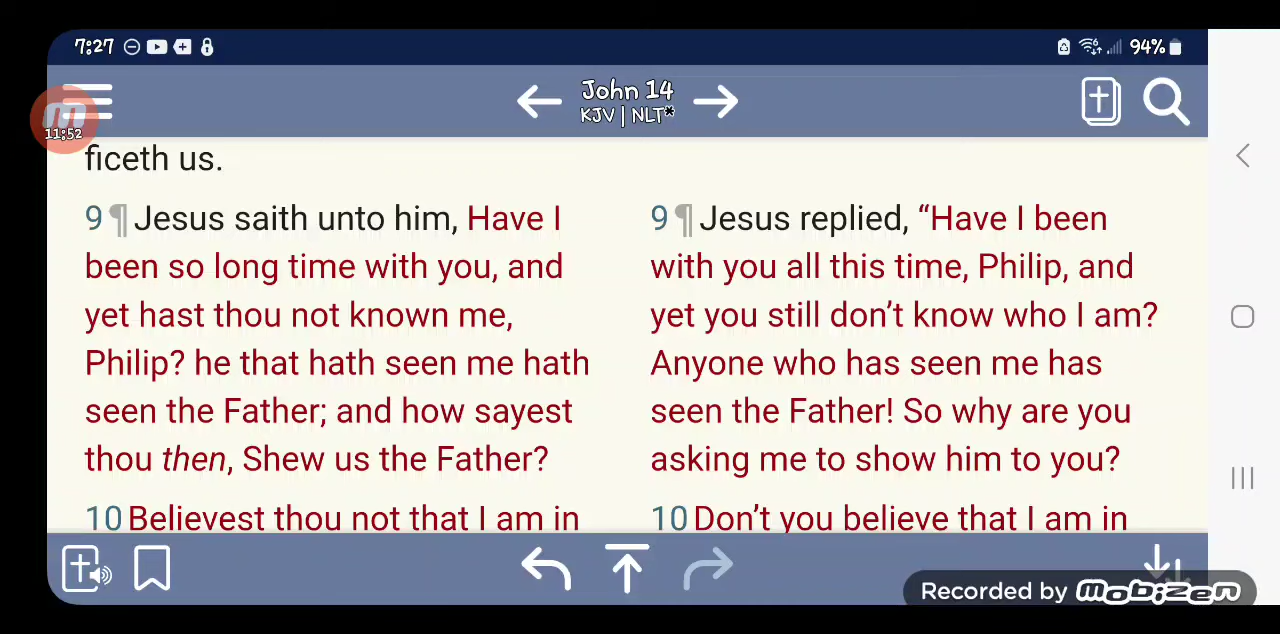 7:27
94%
John 14
KJV | NLT*
11:52
ficeth us.
9 ¶ Jesus saith unto him, Have I
been so long time with you, and
yet hast thou not known me,
Philip? he that hath seen me hath
seen the Father; and how sayest
thou then, Shew us the Father?
10 Believest thou not that I am in
9 ¶ Jesus replied, “Have I been
with you all this time, Philip, and
yet you still don’t know who I am?
Anyone who has seen me has
seen the Father! So why are you
asking me to show him to you?
10 Don’t you believe that I am in
Recorded by mobizen